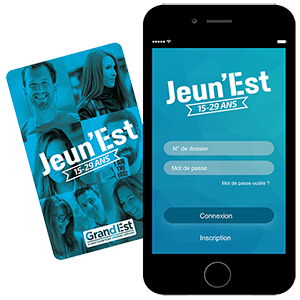 Jeun'Est
15-29 ANS
Grand Est
Jeun'Est
15-29 ANS
N° de dossier
Mot de passe
Mot de passe oublié ?
Connexion
Inscription